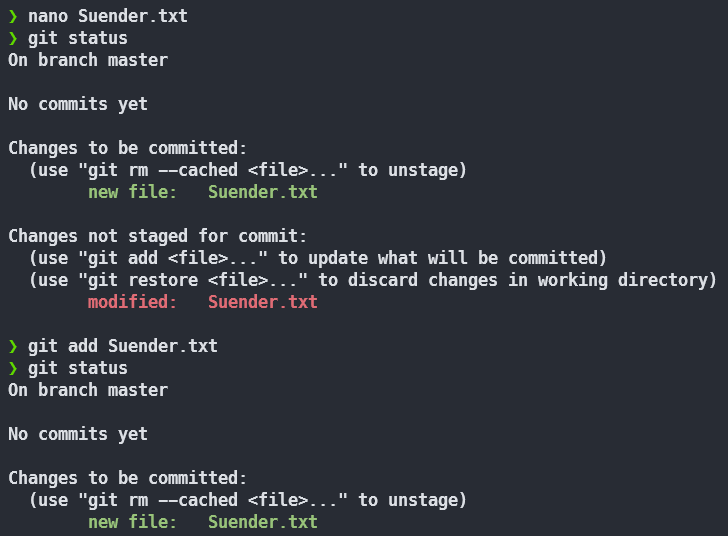 ❯ nano Suender.txt
❯ git status
On branch master

No commits yet

Changes to be committed:
  (use "git rm --cached <file>..." to unstage)
        new file:   Suender.txt

Changes not staged for commit:
  (use "git add <file>..." to update what will be committed)
  (use "git restore <file>..." to discard changes in working directory)
        modified:   Suender.txt

❯ git add Suender.txt
❯ git status
On branch master

No commits yet

Changes to be committed:
  (use "git rm --cached <file>..." to unstage)
        new file:   Suender.txt